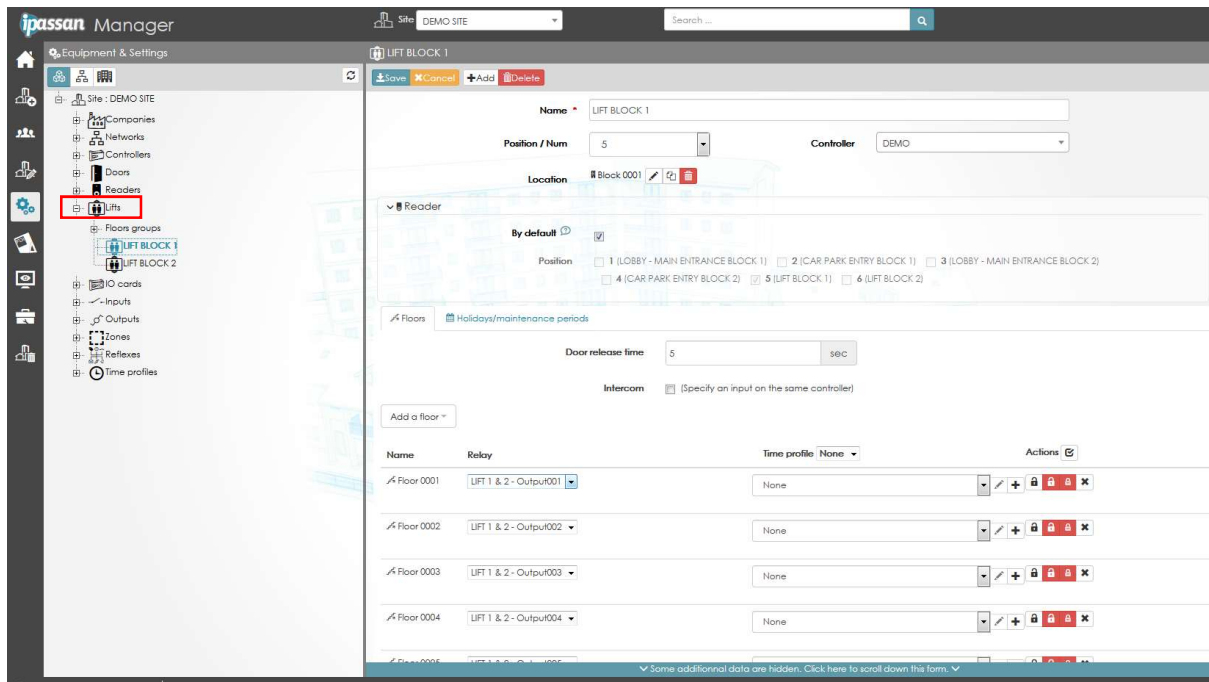 ipassan Manager
Site DEMO SITE
Search ...
Equipment & Settings
LIFT BLOCK 1
Save Cancel Add Delete
Site : DEMO SITE
Companies
Networks
Controllers
Doors
Readers
Lifts
Floors groups
LIFT BLOCK 1
LIFT BLOCK 2
IO cards
Inputs
Outputs
Zones
Reflexes
Time profiles
Name * LIFT BLOCK 1
Position / Num 5 Controller DEMO
Location Block 0001
Reader
By default
Position 1 (LOBBY - MAIN ENTRANCE BLOCK 1) 2 (CAR PARK ENTRY BLOCK 1) 3 (LOBBY - MAIN ENTRANCE BLOCK 2)
4 (CAR PARK ENTRY BLOCK 2) 5 (LIFT BLOCK 1) 6 (LIFT BLOCK 2)
Floors Holidays/maintenance periods
Door release time 5 sec
Intercom (Specify an input on the same controller)
Add a floor
Name Relay Time profile None Actions
Floor 0001 LIFT 1 & 2 - Output001 None
Floor 0002 LIFT 1 & 2 - Output002 None
Floor 0003 LIFT 1 & 2 - Output003 None
Floor 0004 LIFT 1 & 2 - Output004 None
Some additionnal data are hidden. Click here to scroll down this form.